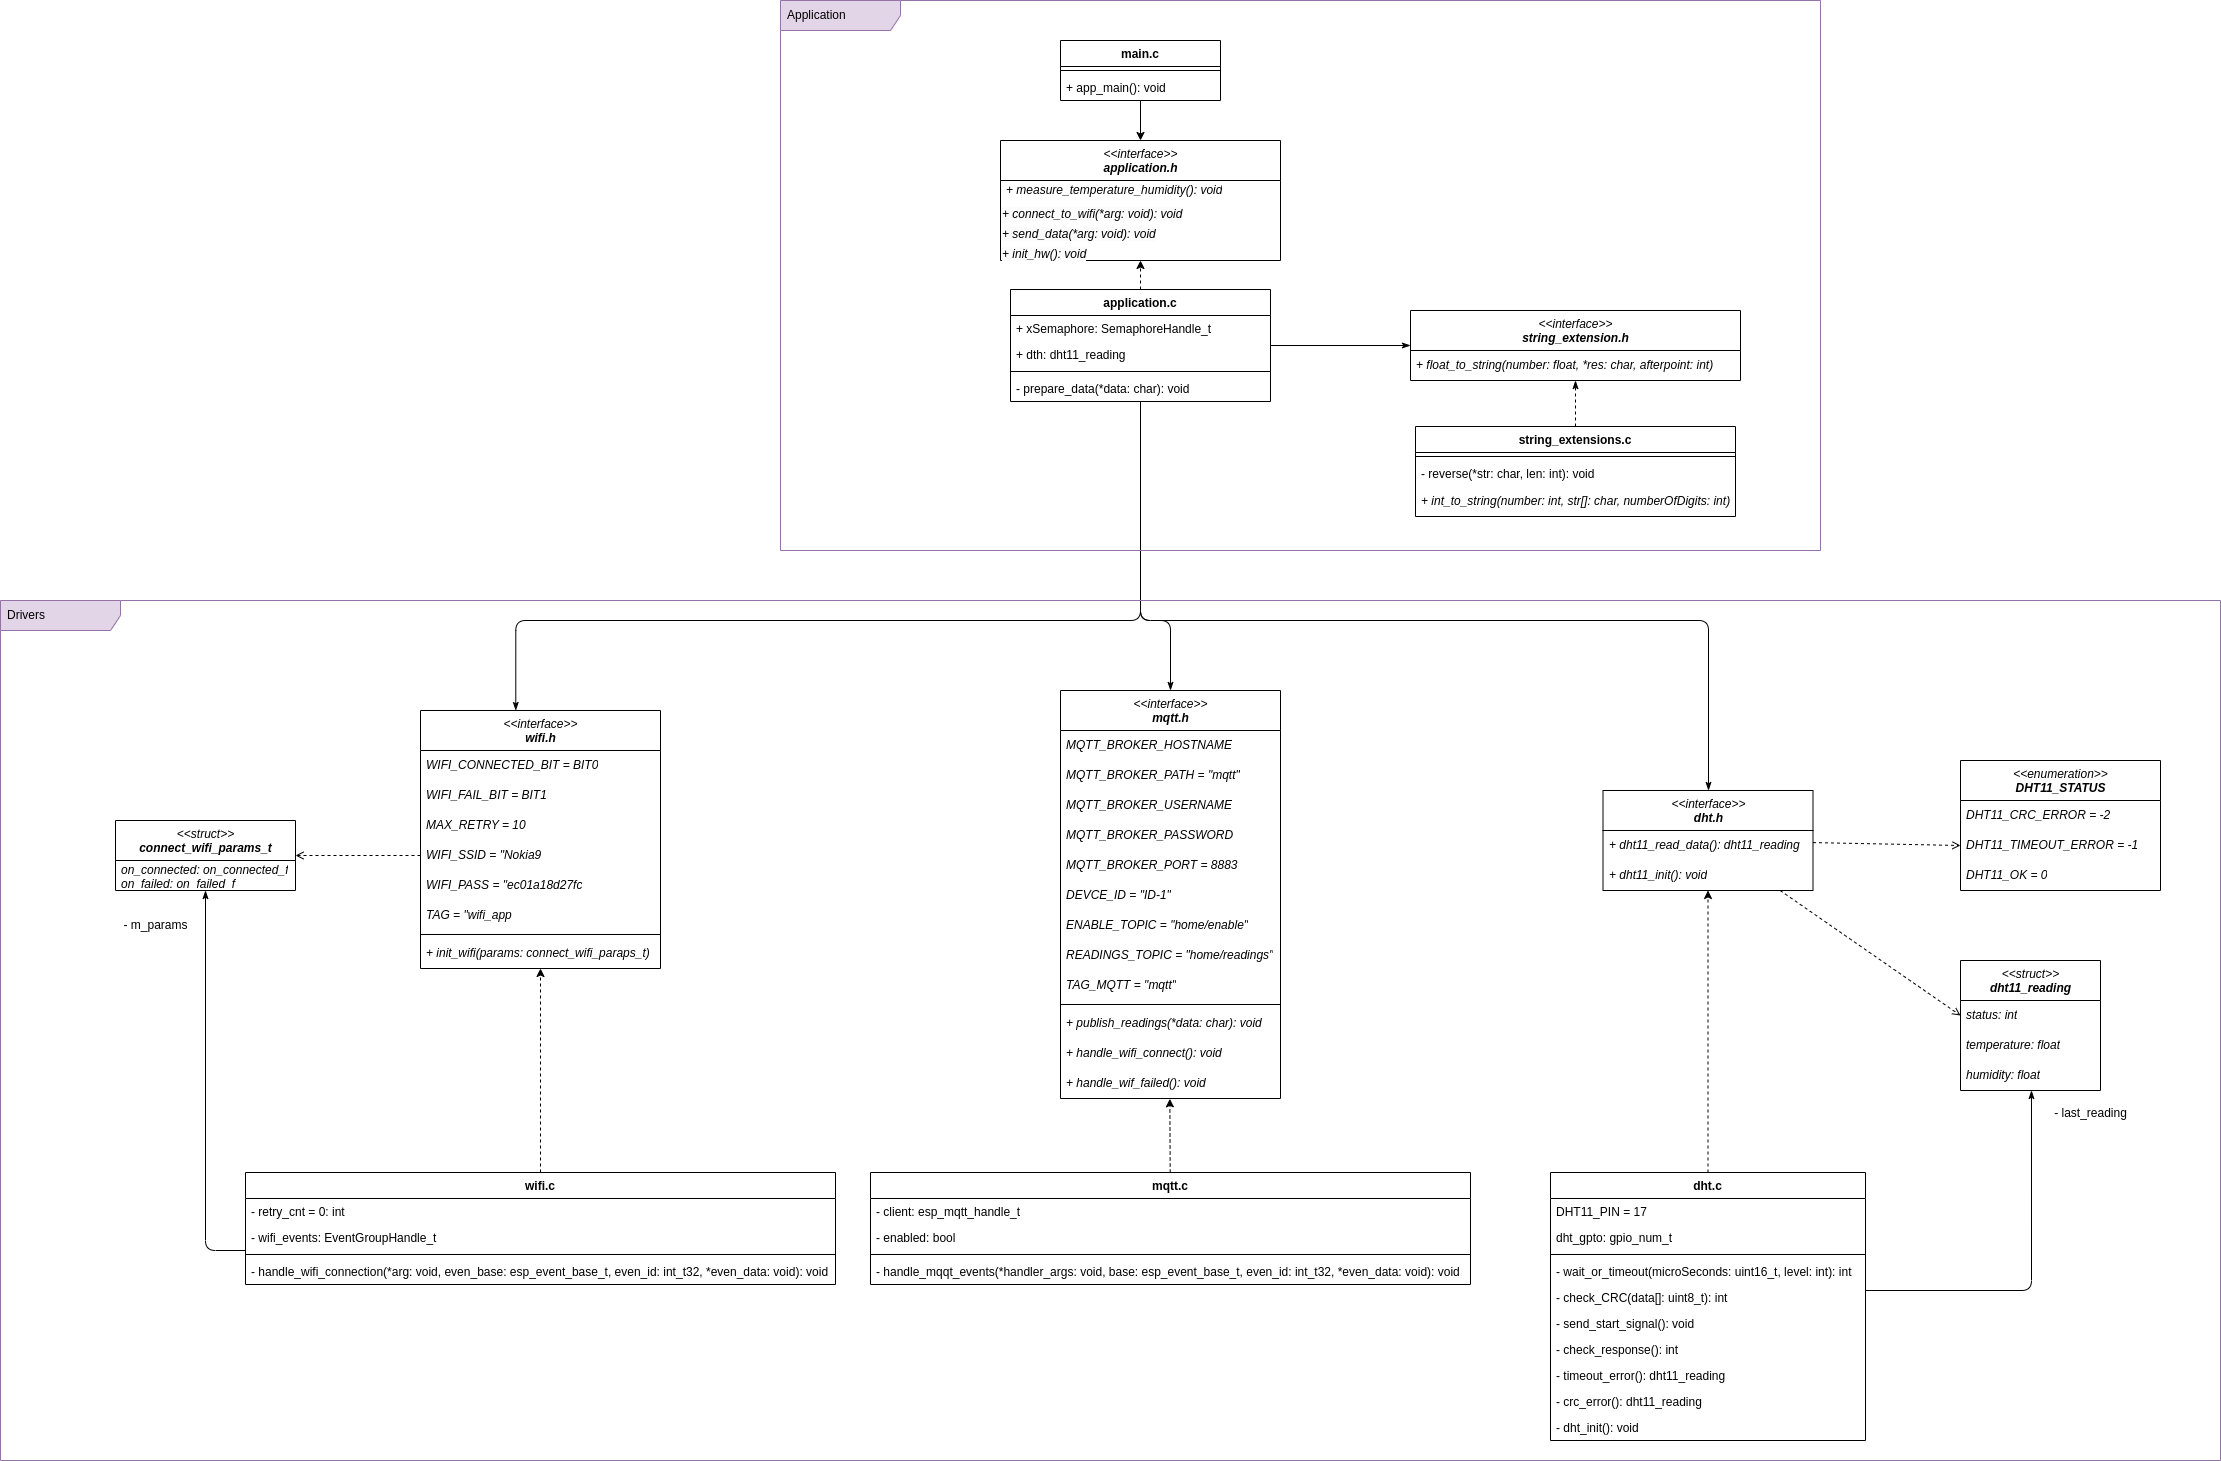 Application
main.c
+ app_main(): void
<<interface>>
application.h
+ measure_temperature_humidity(): void
+ connect_to_wifi(*arg: void): void
+ send_data(*arg: void): void
+ init_hw(): void
application.c
+ xSemaphore: SemaphoreHandle_t
+ dth: dht11_reading
- prepare_data(*data: char): void
<<interface>>
string_extension.h
+ float_to_string(number: float, *res: char, afterpoint: int)
string_extensions.c
- reverse(*str: char, len: int): void
+ int_to_string(number: int, str[]: char, numberOfDigits: int)
Drivers
<<struct>>
connect_wifi_params_t
on_connected: on_connected_f
on_failed: on_failed_f
- m_params
<<interface>>
wifi.h
WIFI_CONNECTED_BIT = BIT0
WIFI_FAIL_BIT = BIT1
MAX_RETRY = 10
WIFI_SSID = "Nokia9
WIFI_PASS = "ec01a18d27fc
TAG = "wifi_app
+ init_wifi(params: connect_wifi_paraps_t)
<<interface>>
mqtt.h
MQTT_BROKER_HOSTNAME
MQTT_BROKER_PATH = "mqtt"
MQTT_BROKER_USERNAME
MQTT_BROKER_PASSWORD
MQTT_BROKER_PORT = 8883
DEVCE_ID = "ID-1"
ENABLE_TOPIC = "home/enable"
READINGS_TOPIC = "home/readings"
TAG_MQTT = "mqtt"
+ publish_readings(*data: char): void
+ handle_wifi_connect(): void
+ handle_wif_failed(): void
<<interface>>
dht.h
+ dht11_read_data(): dht11_reading
+ dht11_init(): void
<<enumeration>>
DHT11_STATUS
DHT11_CRC_ERROR = -2
DHT11_TIMEOUT_ERROR = -1
DHT11_OK = 0
<<struct>>
dht11_reading
status: int
temperature: float
humidity: float
- last_reading
wifi.c
- retry_cnt = 0: int
- wifi_events: EventGroupHandle_t
- handle_wifi_connection(*arg: void, even_base: esp_event_base_t, even_id: int_t32, *even_data: void): void
mqtt.c
- client: esp_mqtt_handle_t
- enabled: bool
- handle_mqqt_events(*handler_args: void, base: esp_event_base_t, even_id: int_t32, *even_data: void): void
dht.c
DHT11_PIN = 17
dht_gpto: gpio_num_t
- wait_or_timeout(microSeconds: uint16_t, level: int): int
- check_CRC(data[]: uint8_t): int
- send_start_signal(): void
- check_response(): int
- timeout_error(): dht11_reading
- crc_error(): dht11_reading
- dht_init(): void